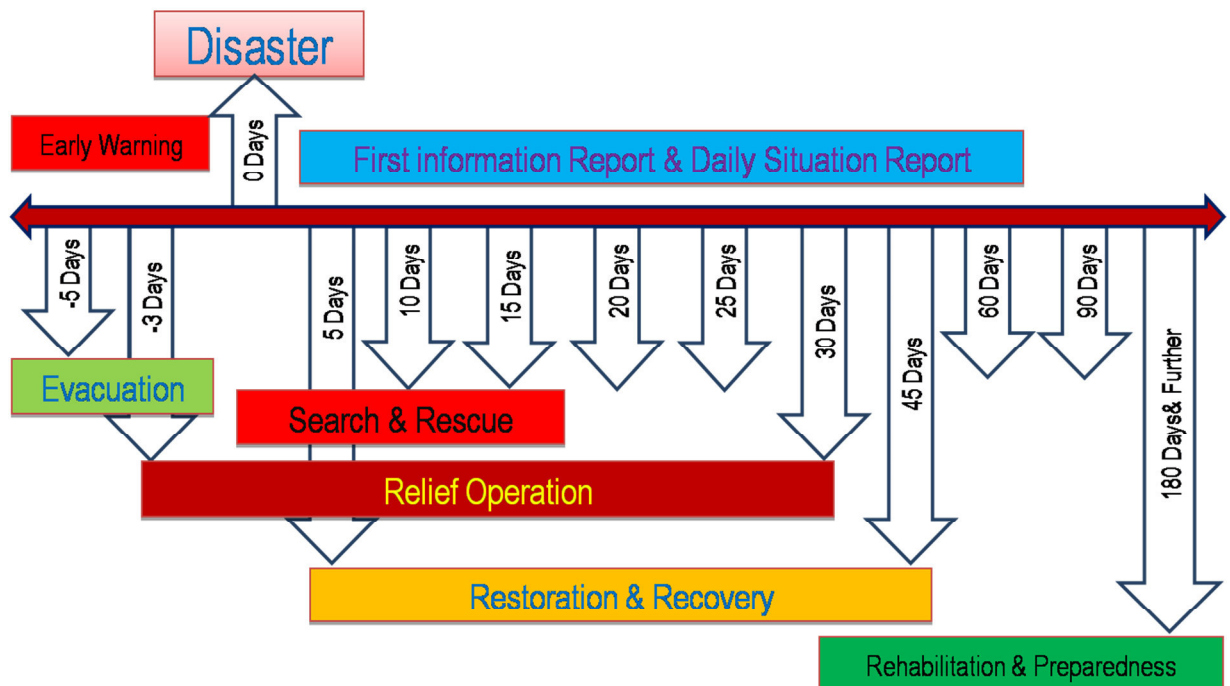 Disaster
Early Warning
0 Days
First information Report & Daily Situation Report
-5 Days
-3 Days
5 Days
10 Days
15 Days
20 Days
25 Days
30 Days
45 Days
60 Days
90 Days
180 Days& Further
Evacuation
Search & Rescue
Relief Operation
Restoration & Recovery
Rehabilitation & Preparedness